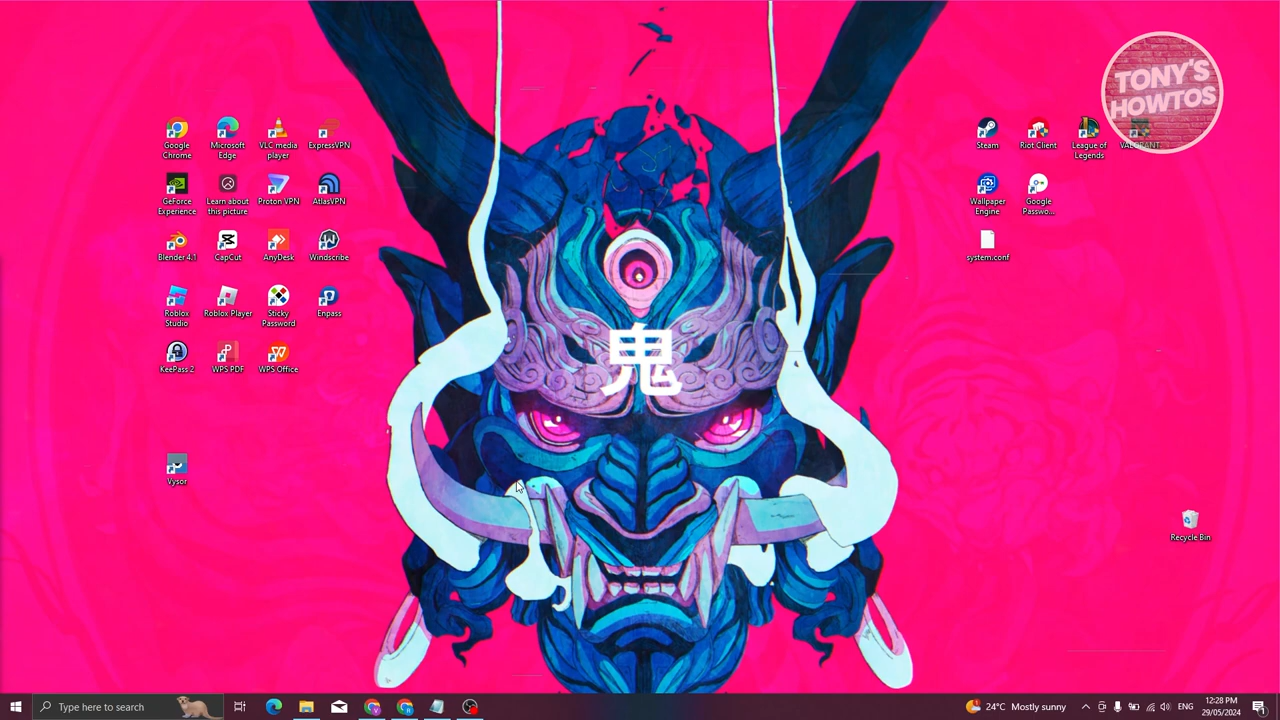 TONY'S
HOWTOS
Google Chrome
Microsoft Edge
VLC media player
ExpressVPN
Steam
Riot Client
League of Legends
VALORANT
GeForce Experience
Learn about this picture
Proton VPN
AtlasVPN
Wallpaper Engine
Google Passwo...
Blender 4.1
CapCut
AnyDesk
Windscribe
system.conf
Roblox Studio
Roblox Player
Sticky Password
Enpass
鬼
KeePass 2
WPS PDF
WPS Office
Vysor
Recycle Bin
Type here to search
24°C Mostly sunny
ENG
12:28 PM
29/05/2024
1